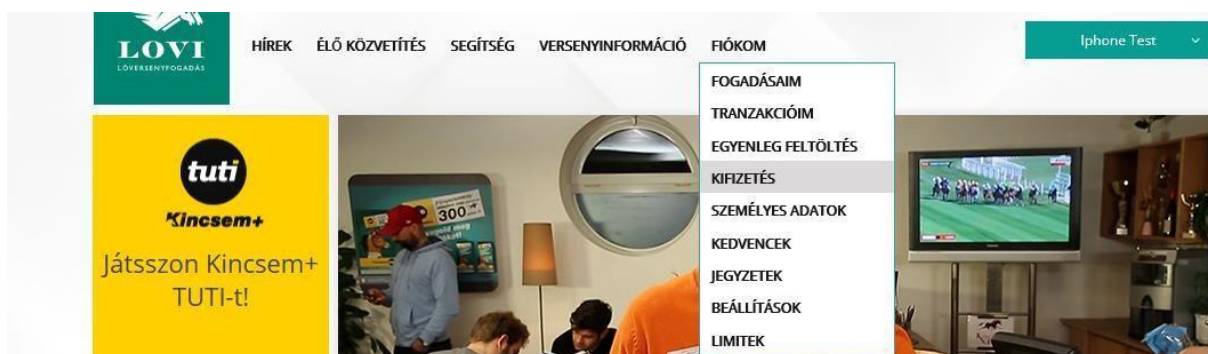 LOVI
LÓVERSENYFOGADÁS
HÍREK ÉLŐ KÖZVETÍTÉS SEGÍTSÉG VERSENYINFORMÁCIÓ FIÓKOM
Iphone Test
FOGADÁSAIM
TRANZAKCIÓIM
EGYENLEG FELTÖLTÉS
KIFIZETÉS
SZEMÉLYES ADATOK
KEDVENCEK
JEGYZETEK
BEÁLLÍTÁSOK
LIMITEK
tuti
Kincsem+
Játsszon Kincsem+
TUTI-t!
300